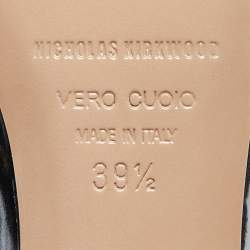 NICHOLAS KIRKWOOD
VERO CUOIO
MADE IN ITALY
39½